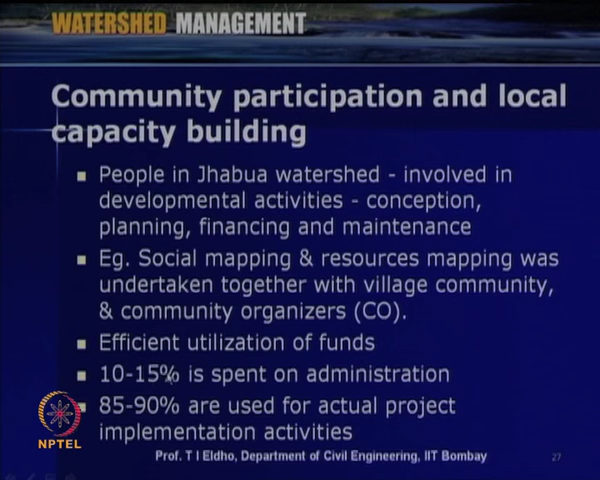 WATERSHED MANAGEMENT
Community participation and local
capacity building
People in Jhabua watershed - involved in
developmental activities - conception,
planning, financing and maintenance
Eg. Social mapping & resources mapping was
undertaken together with village community,
& community organizers (CO).
Efficient utilization of funds
10-15% is spent on administration
85-90% are used for actual project
implementation activities
NPTEL
Prof. T I Eldho, Department of Civil Engineering, IIT Bombay
27